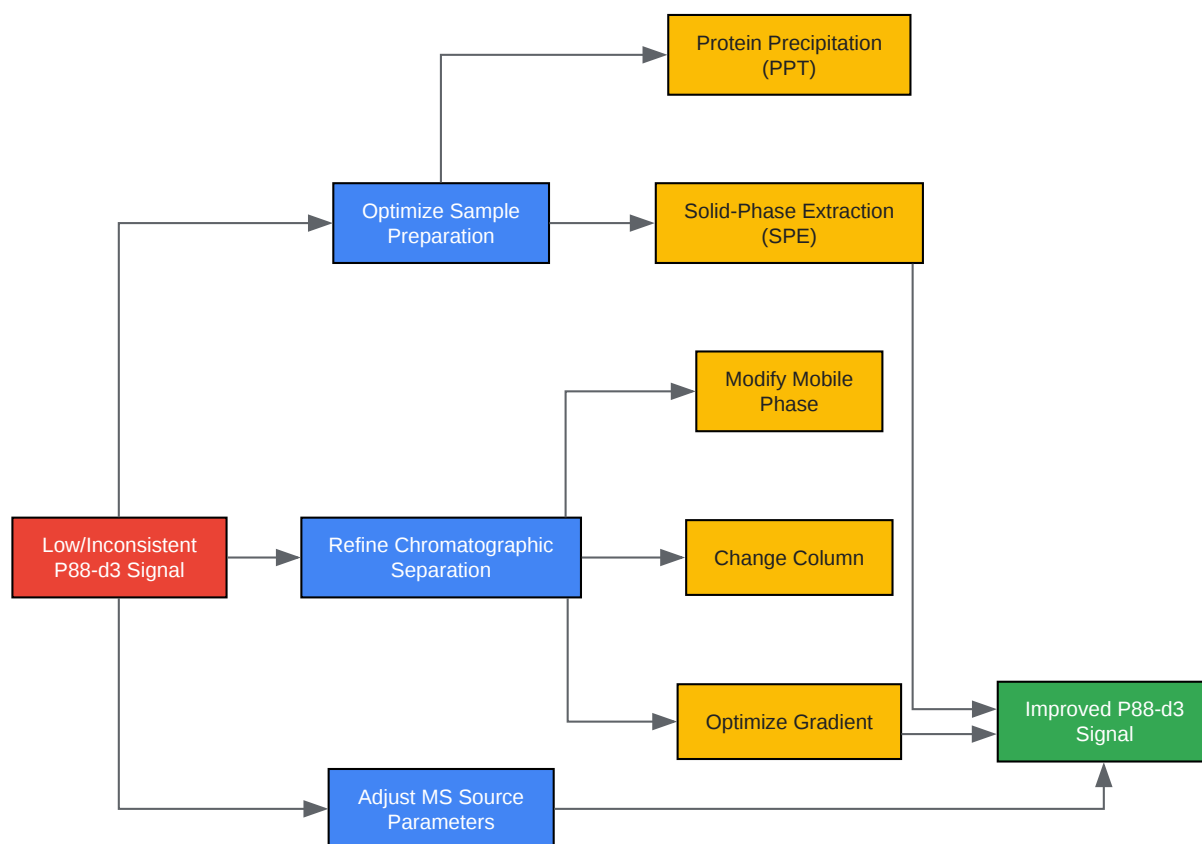 Protein Precipitation
(PPT)
Optimize Sample
Preparation
Solid-Phase Extraction
(SPE)
Modify Mobile
Phase
Low/Inconsistent
P88-d3 Signal
Refine Chromatographic
Separation
Change Column
Optimize Gradient
Improved P88-d3
Signal
Adjust MS Source
Parameters